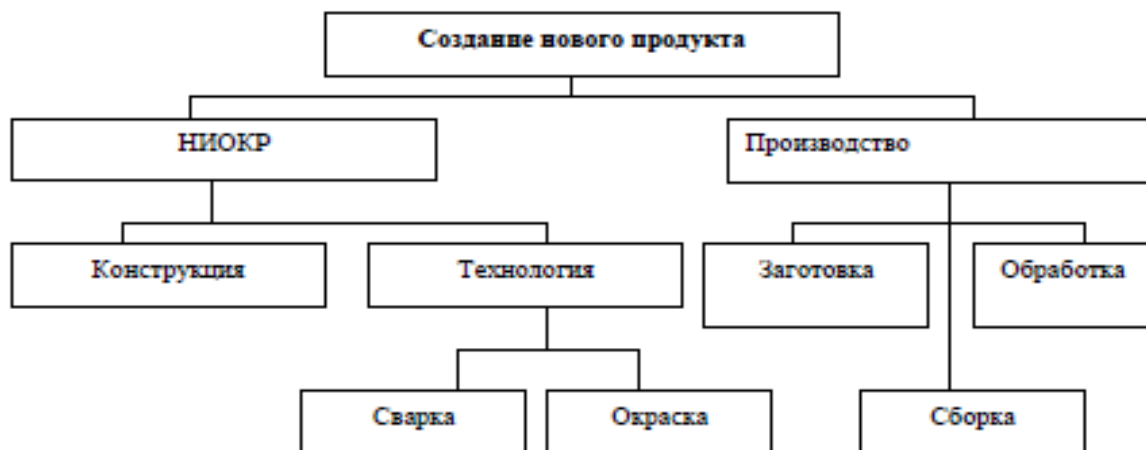 Создание нового продукта
НИОКР
Производство
Конструкция
Технология
Заготовка
Обработка
Сварка
Окраска
Сборка